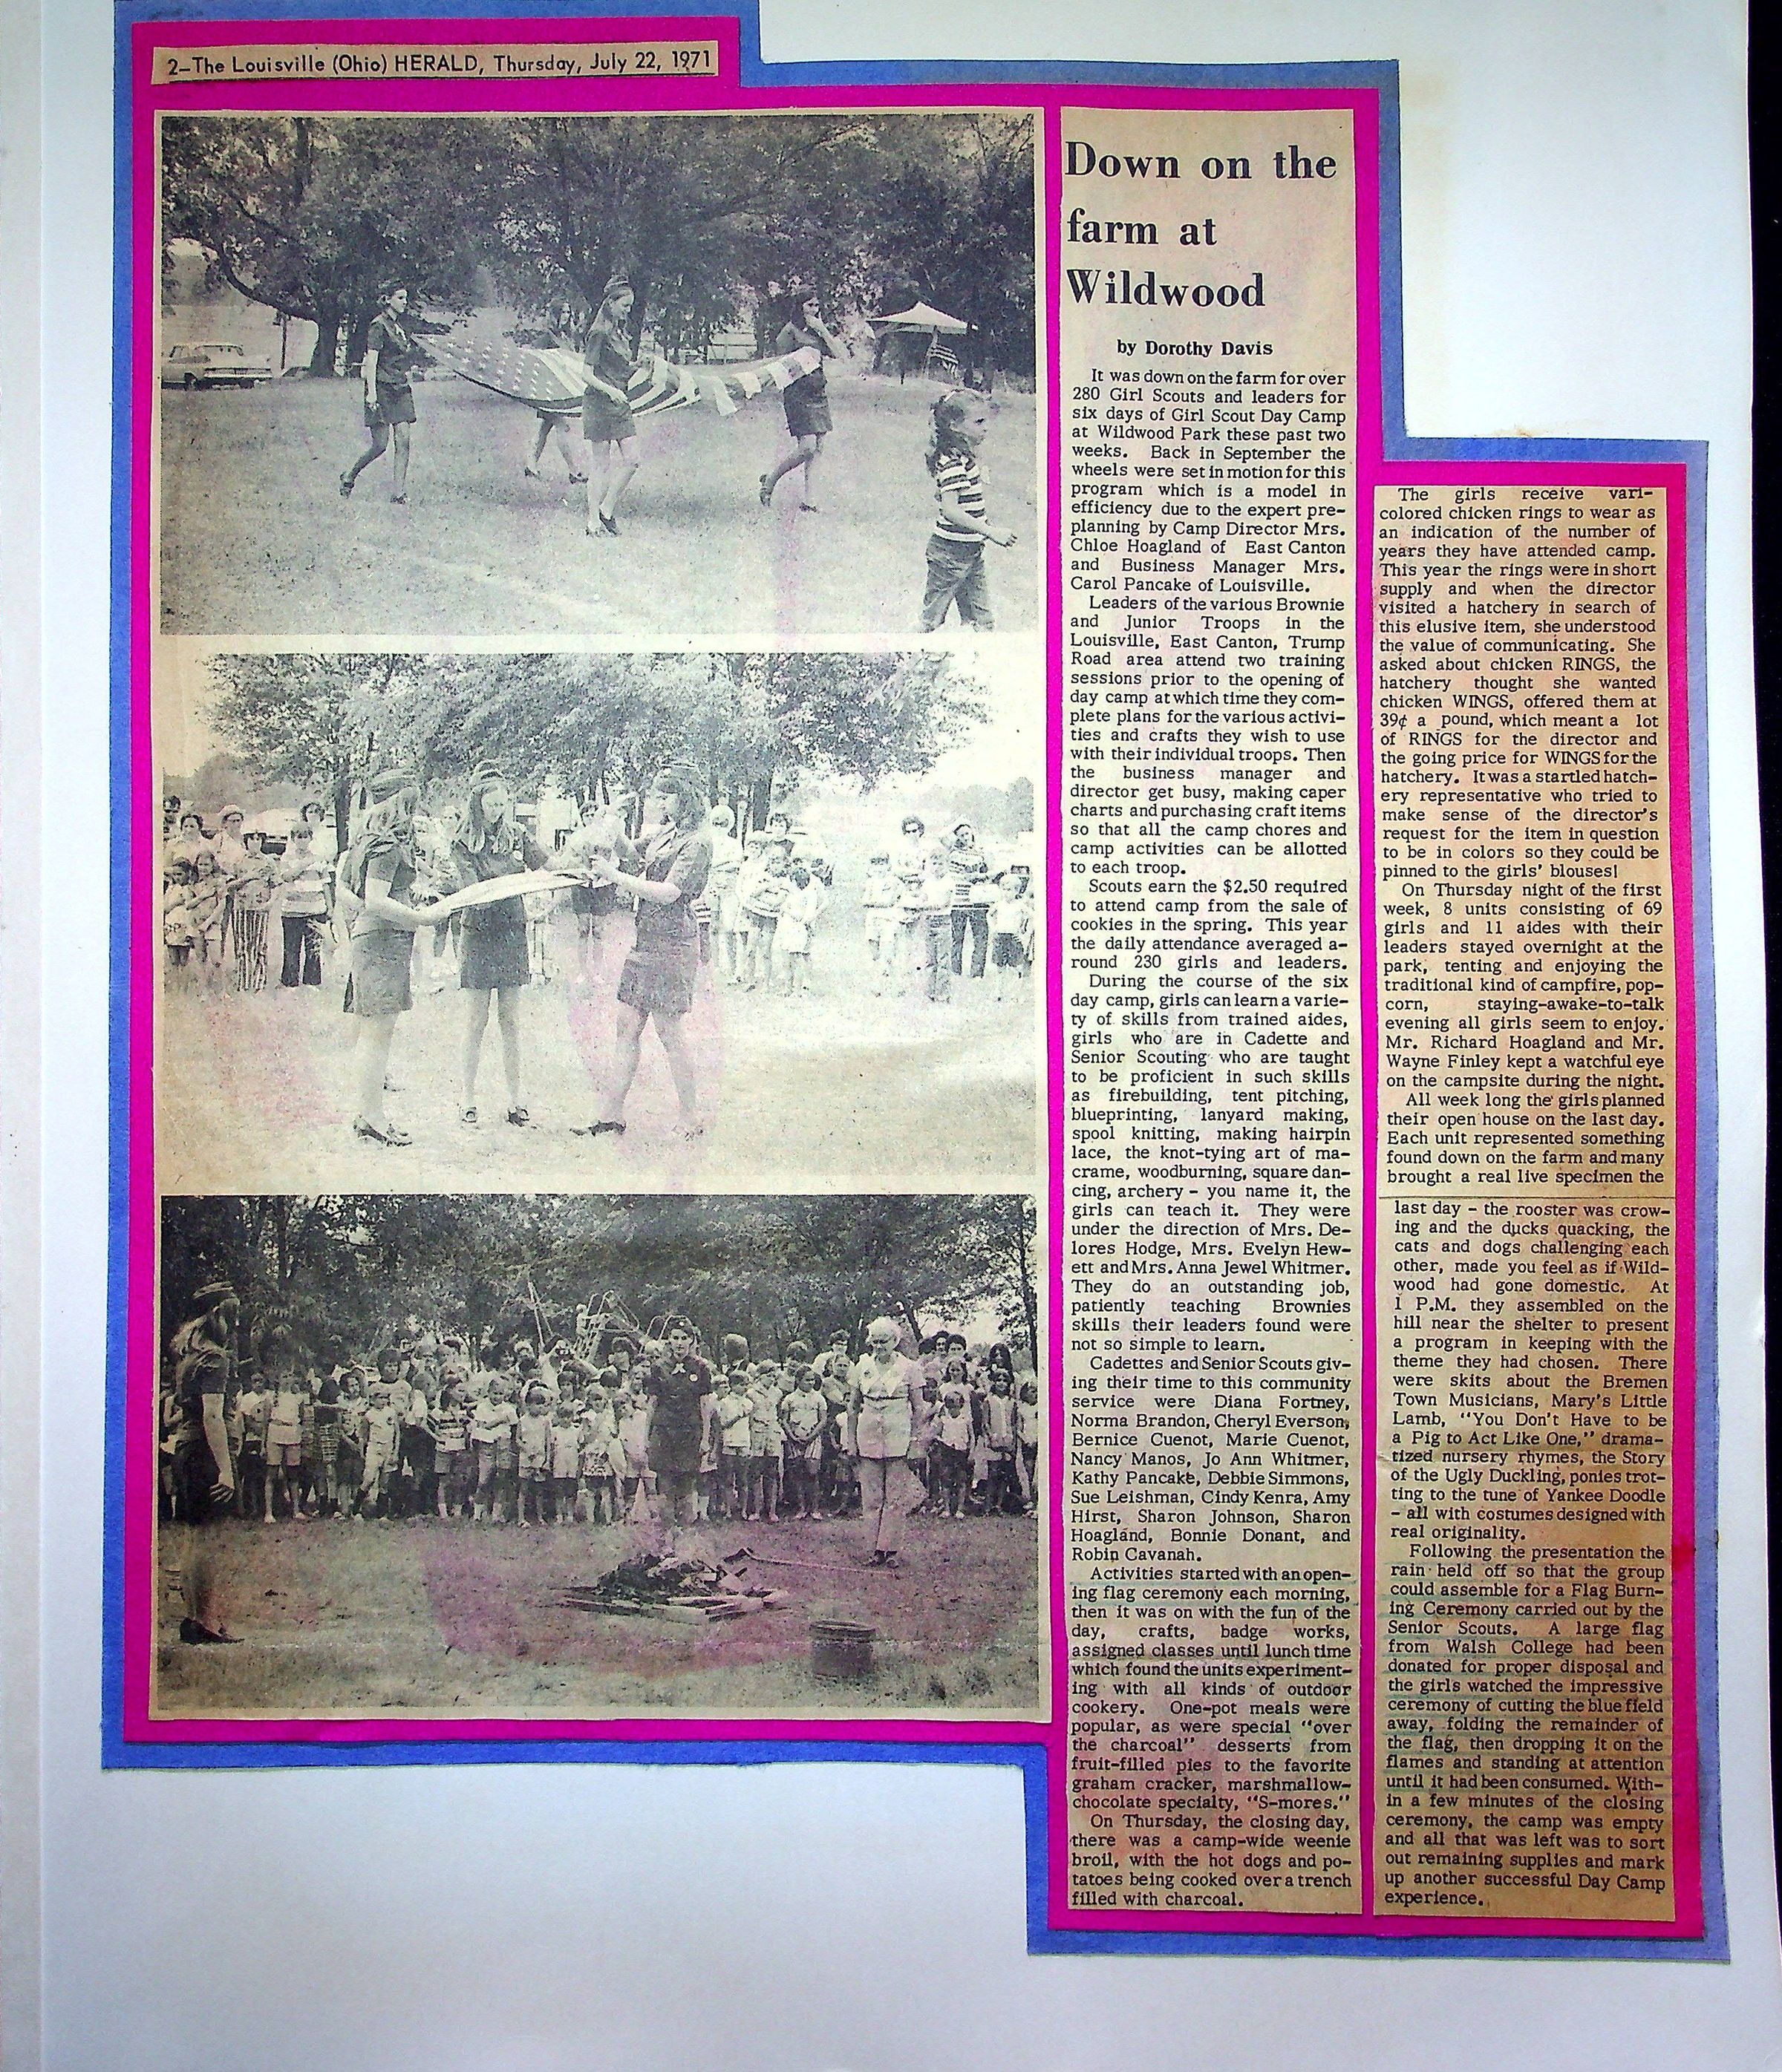 2—The Louisville (Ohio) HERALD, Thursday, July 22, 1971
Down on the
farm at
Wildwood
by Dorothy Davis
It was down on the farm for over
280 Girl Scouts and leaders for
six days of Girl Scout Day Camp
at Wildwood Park these past two
weeks. Back in September the
wheels were set in motion for this
program which is a model in
efficiency due to the expert pre-
planning by Camp Director Mrs.
Chloe Hoagland of East Canton
and Business Manager Mrs.
Carol Pancake of Louisville.
Leaders of the various Brownie
and Junior Troops in the
Louisville, East Canton, Trump
Road area attend two training
sessions prior to the opening of
day camp at which time they com-
plete plans for the various activi-
ties and crafts they wish to use
with their individual troops. Then
the business manager and
director get busy, making caper
charts and purchasing craft items
so that all the camp chores and
camp activities can be allotted
to each troop.
Scouts earn the $2.50 required
to attend camp from the sale of
cookies in the spring. This year
the daily attendance averaged a-
round 230 girls and leaders.
During the course of the six
day camp, girls can learn a varie-
ty of skills from trained aides,
girls who are in Cadette and
Senior Scouting who are taught
to be proficient in such skills
as firebuilding, tent pitching,
blueprinting, lanyard making,
spool knitting, making hairpin
lace, the knot-tying art of ma-
crame, woodburning, square dan-
cing, archery - you name it, the
girls can teach it. They were
under the direction of Mrs. De-
lores Hodge, Mrs. Evelyn Hew-
ett and Mrs. Anna Jewel Whitmer.
They do an outstanding job,
patiently teaching Brownies
skills their leaders found were
not so simple to learn.
Cadettes and Senior Scouts giv-
ing their time to this community
service were Diana Fortney,
Norma Brandon, Cheryl Everson,
Bernice Cuenot, Marie Cuenot,
Nancy Manos, Jo Ann Whitmer,
Kathy Pancake, Debbie Simmons,
Sue Leishman, Cindy Kenra, Amy
Hirst, Sharon Johnson, Sharon
Hoagland, Bonnie Donant, and
Robin Cavanah.
Activities started with an open-
ing flag ceremony each morning,
then it was on with the fun of the
day, crafts, badge works,
assigned classes until lunch time
which found the units experiment-
ing with all kinds of outdoor
cookery. One-pot meals were
popular, as were special "over
the charcoal" desserts from
fruit-filled pies to the favorite
graham cracker, marshmallow-
chocolate specialty, "S-mores."
On Thursday, the closing day,
there was a camp-wide weenie
broil, with the hot dogs and po-
tatoes being cooked over a trench
filled with charcoal.
The girls receive vari-
colored chicken rings to wear as
an indication of the number of
years they have attended camp.
This year the rings were in short
supply and when the director
visited a hatchery in search of
this elusive item, she understood
the value of communicating. She
asked about chicken RINGS, the
hatchery thought she wanted
chicken WINGS, offered them at
39¢ a pound, which meant a lot
of RINGS for the director and
the going price for WINGS for the
hatchery. It was a startled hatch-
ery representative who tried to
make sense of the director's
request for the item in question
to be in colors so they could be
pinned to the girls' blouses!
On Thursday night of the first
week, 8 units consisting of 69
girls and 11 aides with their
leaders stayed overnight at the
park, tenting and enjoying the
traditional kind of campfire, pop-
corn, staying-awake-to-talk
evening all girls seem to enjoy.
Mr. Richard Hoagland and Mr.
Wayne Finley kept a watchful eye
on the campsite during the night.
All week long the girls planned
their open house on the last day.
Each unit represented something
found down on the farm and many
brought a real live specimen the
last day - the rooster was crow-
ing and the ducks quacking, the
cats and dogs challenging each
other, made you feel as if Wild-
wood had gone domestic. At
1 P.M. they assembled on the
hill near the shelter to present
a program in keeping with the
theme they had chosen. There
were skits about the Bremen
Town Musicians, Mary's Little
Lamb, "You Don't Have to be
a Pig to Act Like One," drama-
tized nursery rhymes, the Story
of the Ugly Duckling, ponies trot-
ting to the tune of Yankee Doodle
- all with costumes designed with
real originality.
Following the presentation the
rain held off so that the group
could assemble for a Flag Burn-
ing Ceremony carried out by the
Senior Scouts. A large flag
from Walsh College had been
donated for proper disposal and
the girls watched the impressive
ceremony of cutting the blue field
away, folding the remainder of
the flag, then dropping it on the
flames and standing at attention
until it had been consumed. With-
in a few minutes of the closing
ceremony, the camp was empty
and all that was left was to sort
out remaining supplies and mark
up another successful Day Camp
experience.